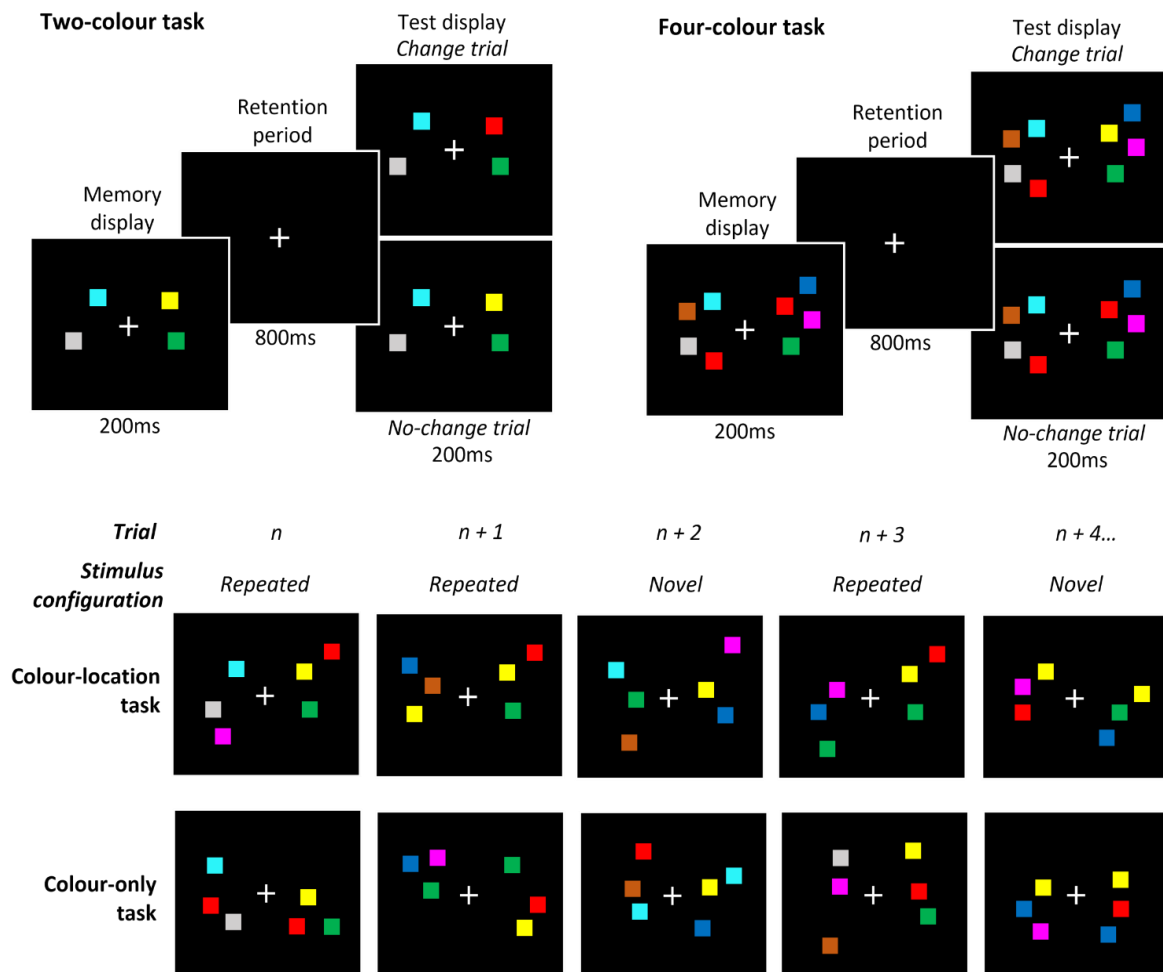 Two-colour task
Test display
Change trial
Retention
period
Memory
display
200ms
800ms
No-change trial
200ms
Four-colour task
Test display
Change trial
Retention
period
Memory
display
200ms
800ms
No-change trial
200ms
Trial n n + 1 n + 2 n + 3 n + 4...
Stimulus
configuration Repeated Repeated Novel Repeated Novel
Colour-location
task
Colour-only
task